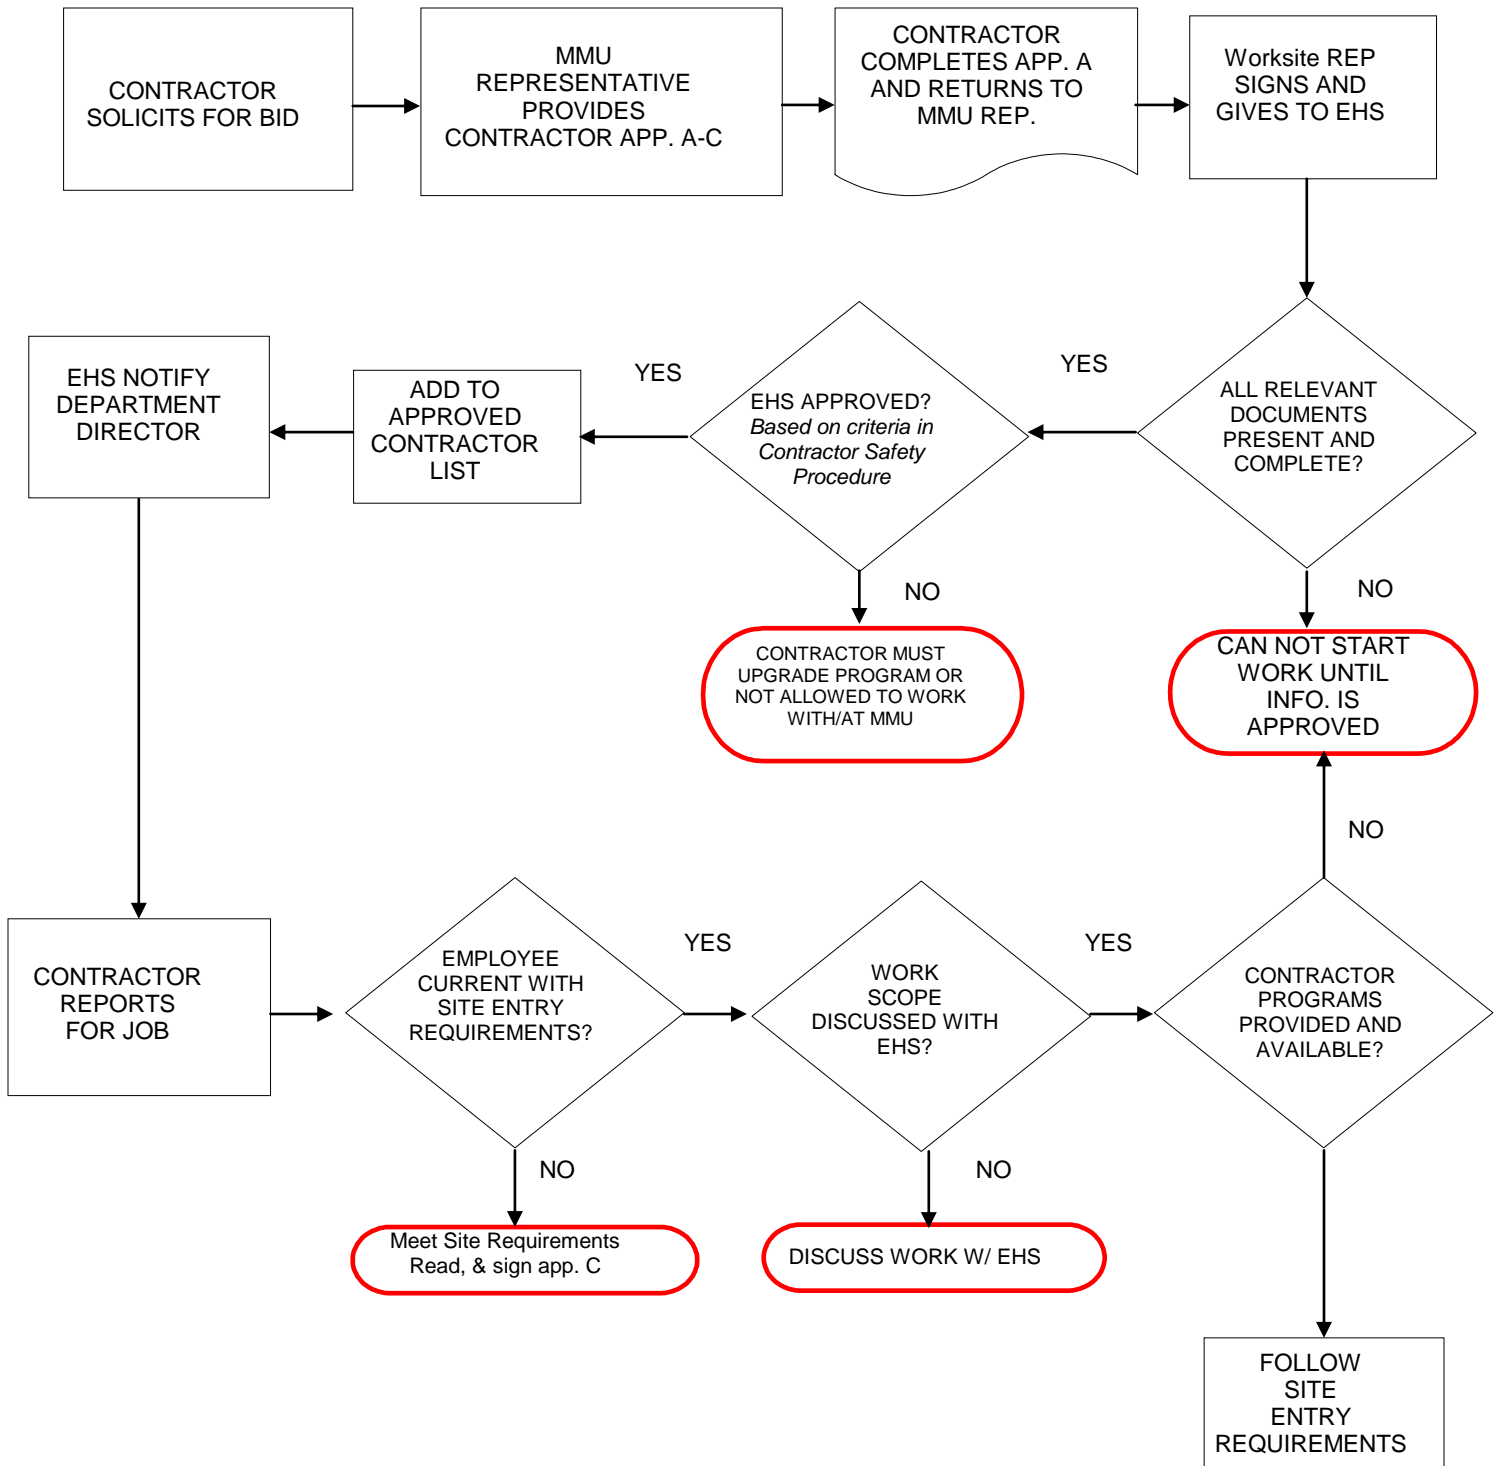 CONTRACTOR
SOLICITS FOR BID
MMU
REPRESENTATIVE
PROVIDES
CONTRACTOR APP. A-C
CONTRACTOR
COMPLETES APP. A
AND RETURNS TO
MMU REP.
Worksite REP
SIGNS AND
GIVES TO EHS
ALL RELEVANT
DOCUMENTS
PRESENT AND
COMPLETE?
YES
NO
EHS APPROVED?
Based on criteria in
Contractor Safety
Procedure
YES
NO
ADD TO
APPROVED
CONTRACTOR
LIST
EHS NOTIFY
DEPARTMENT
DIRECTOR
CONTRACTOR MUST
UPGRADE PROGRAM OR
NOT ALLOWED TO WORK
WITH/AT MMU
CAN NOT START
WORK UNTIL
INFO. IS
APPROVED
NO
CONTRACTOR
REPORTS
FOR JOB
EMPLOYEE
CURRENT WITH
SITE ENTRY
REQUIREMENTS?
YES
NO
WORK
SCOPE
DISCUSSED WITH
EHS?
YES
NO
CONTRACTOR
PROGRAMS
PROVIDED AND
AVAILABLE?
Meet Site Requirements
Read, & sign app. C
DISCUSS WORK W/ EHS
FOLLOW
SITE
ENTRY
REQUIREMENTS